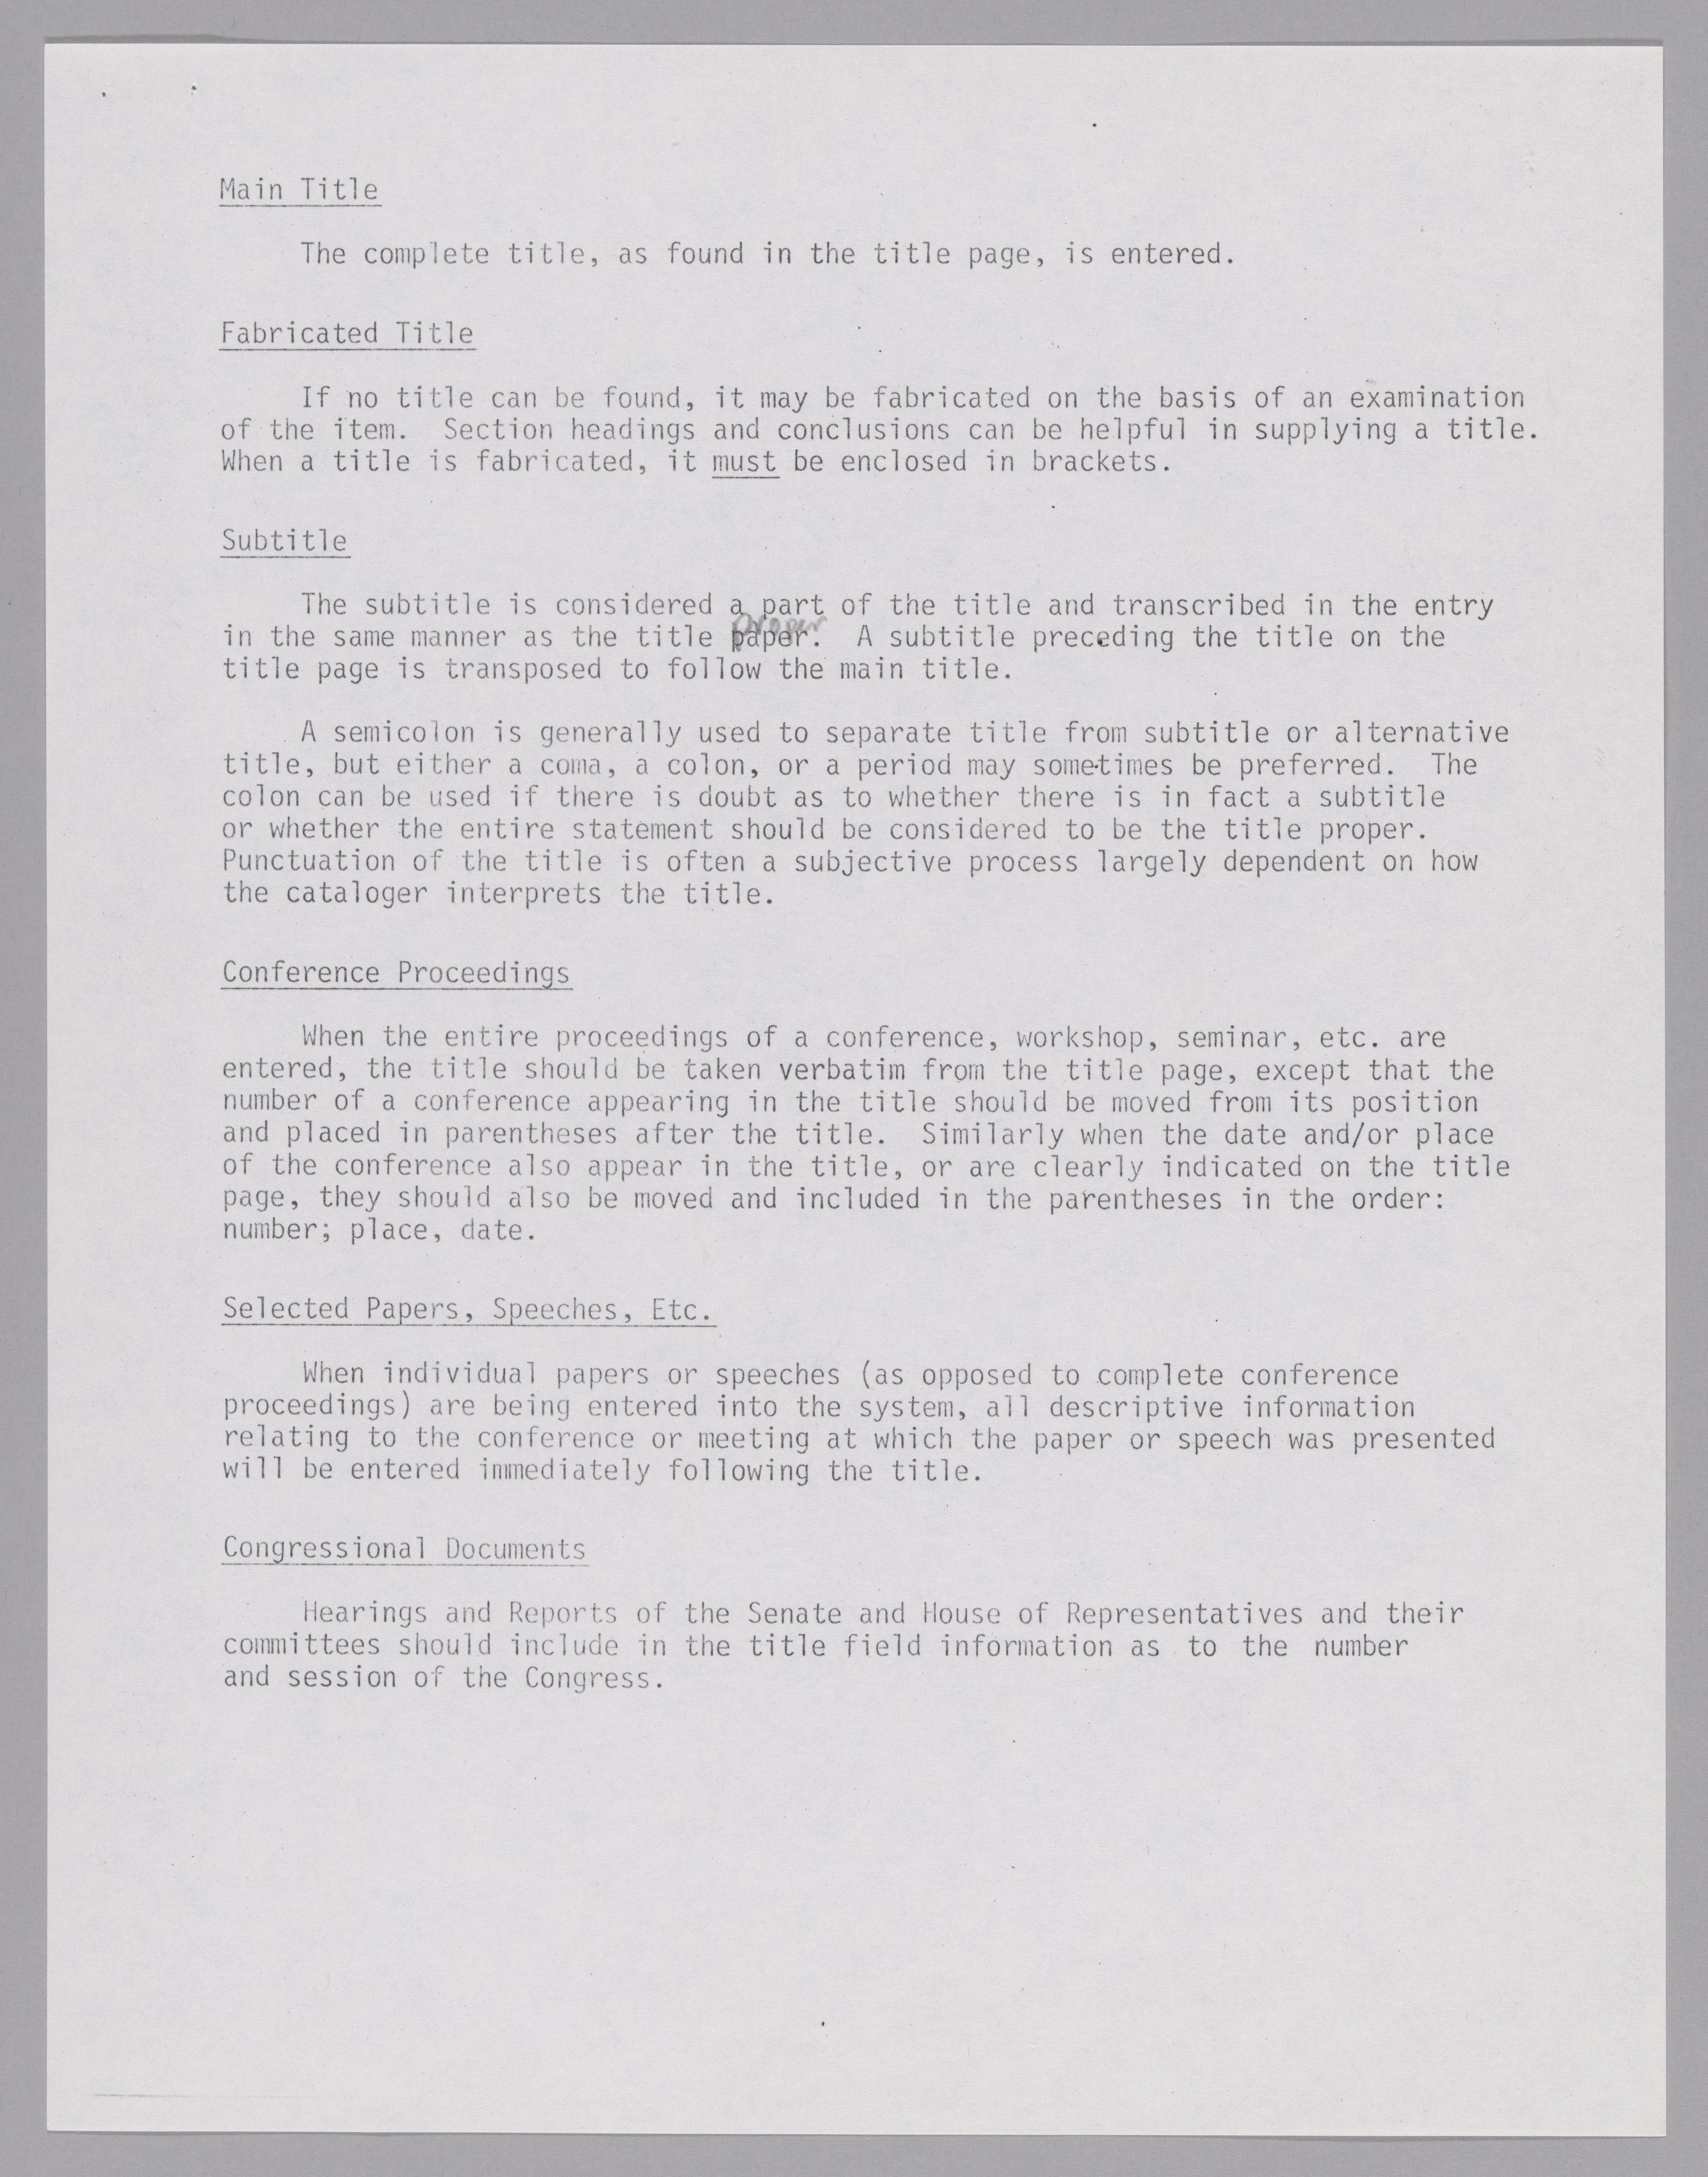 Main Title
The complete title, as found in the title page, is entered.
Fabricated Title
If no title can be found, it may be fabricated on the basis of an examination
of the item.  Section headings and conclusions can be helpful in supplying a title.
When a title is fabricated, it must be enclosed in brackets.
Subtitle
The subtitle is considered a part of the title and transcribed in the entry
proper
in the same manner as the title paper.  A subtitle preceding the title on the
title page is transposed to follow the main title.
A semicolon is generally used to separate title from subtitle or alternative
title, but either a coma, a colon, or a period may sometimes be preferred.  The
colon can be used if there is doubt as to whether there is in fact a subtitle
or whether the entire statement should be considered to be the title proper.
Punctuation of the title is often a subjective process largely dependent on how
the cataloger interprets the title.
Conference Proceedings
When the entire proceedings of a conference, workshop, seminar, etc. are
entered, the title should be taken verbatim from the title page, except that the
number of a conference appearing in the title should be moved from its position
and placed in parentheses after the title.  Similarly when the date and/or place
of the conference also appear in the title, or are clearly indicated on the title
page, they should also be moved and included in the parentheses in the order:
number; place, date.
Selected Papers, Speeches, Etc.
When individual papers or speeches (as opposed to complete conference
proceedings) are being entered into the system, all descriptive information
relating to the conference or meeting at which the paper or speech was presented
will be entered immediately following the title.
Congressional Documents
Hearings and Reports of the Senate and House of Representatives and their
committees should include in the title field information as to the number
and session of the Congress.